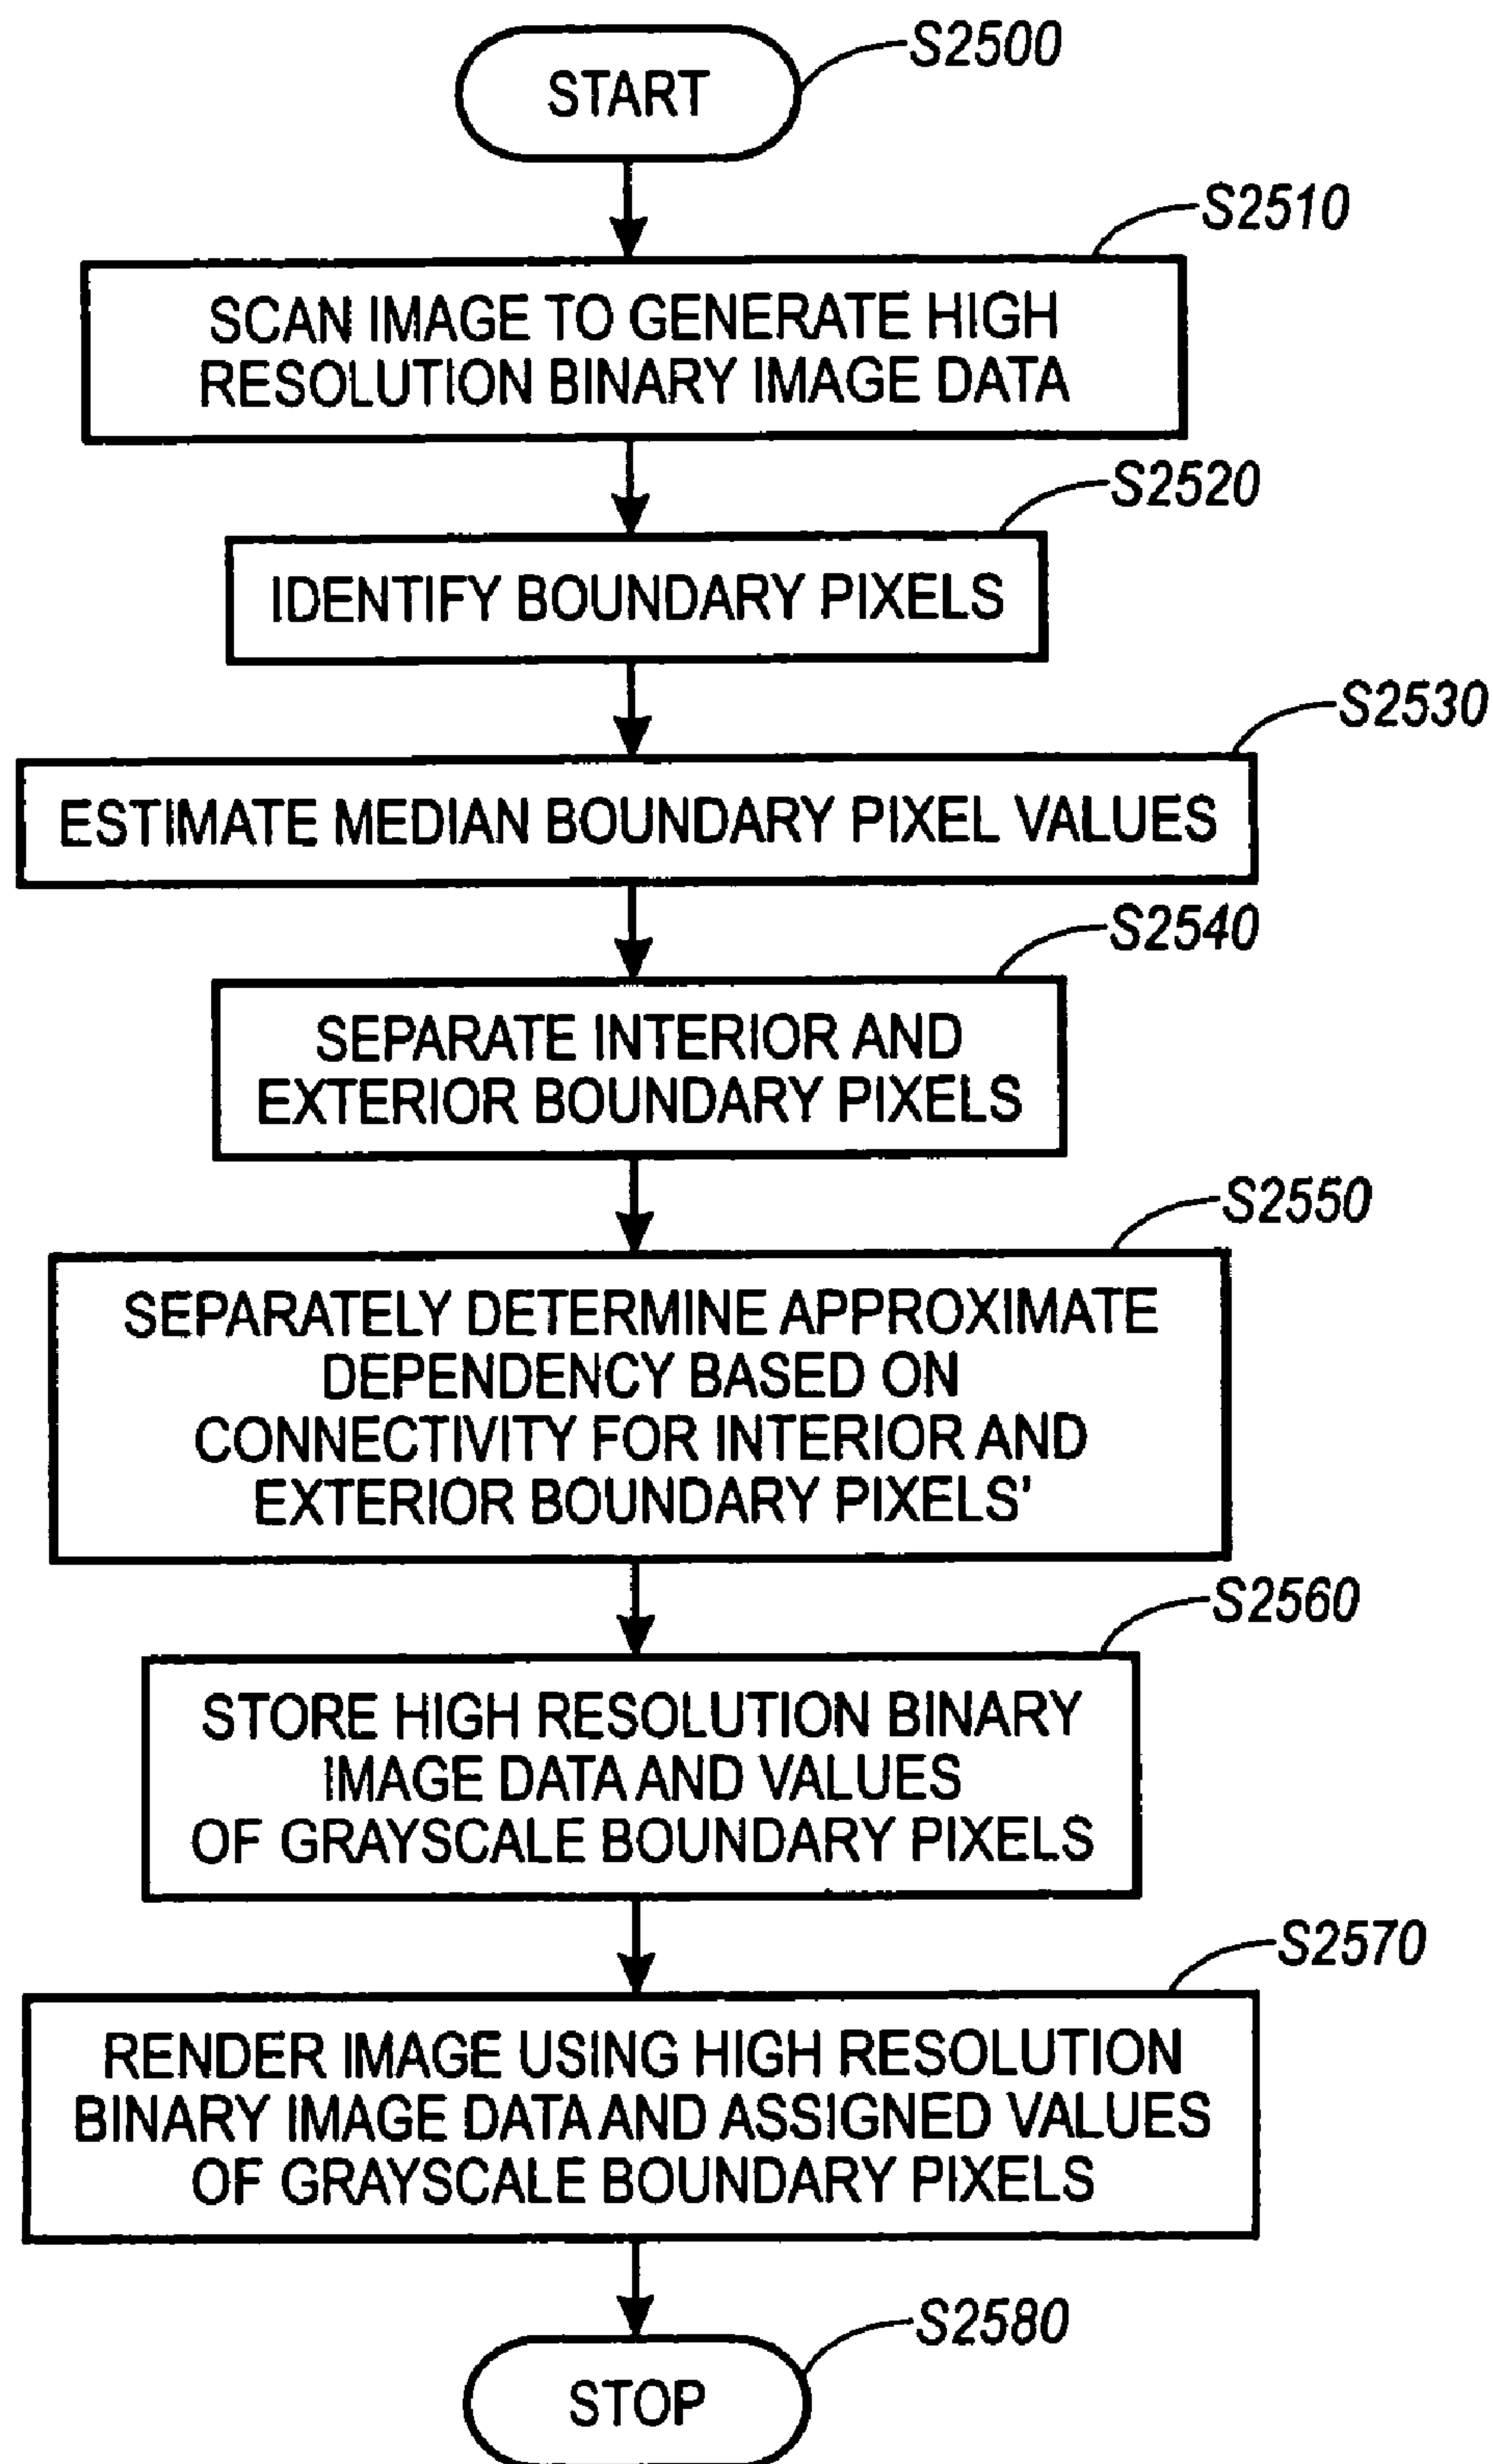 START
S2500
S2510
SCAN IMAGE TO GENERATE HIGH
RESOLUTION BINARY IMAGE DATA
S2520
IDENTIFY BOUNDARY PIXELS
S2530
ESTIMATE MEDIAN BOUNDARY PIXEL VALUES
S2540
SEPARATE INTERIOR AND
EXTERIOR BOUNDARY PIXELS
S2550
SEPARATELY DETERMINE APPROXIMATE
DEPENDENCY BASED ON
CONNECTIVITY FOR INTERIOR AND
EXTERIOR BOUNDARY PIXELS'
S2560
STORE HIGH RESOLUTION BINARY
IMAGE DATA AND VALUES
OF GRAYSCALE BOUNDARY PIXELS
S2570
RENDER IMAGE USING HIGH RESOLUTION
BINARY IMAGE DATA AND ASSIGNED VALUES
OF GRAYSCALE BOUNDARY PIXELS
S2580
STOP